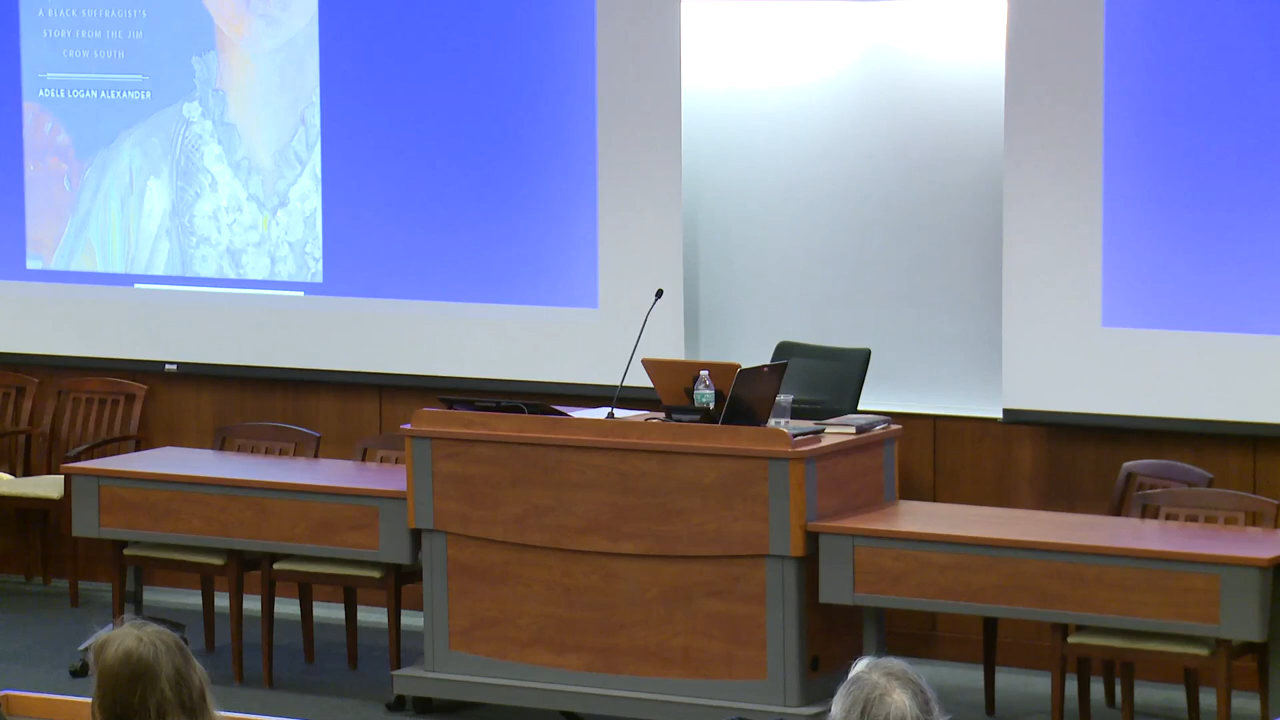 A BLACK SUFFRAGIST'S
STORY FROM THE JIM
CROW SOUTH
ADELE LOGAN ALEXANDER